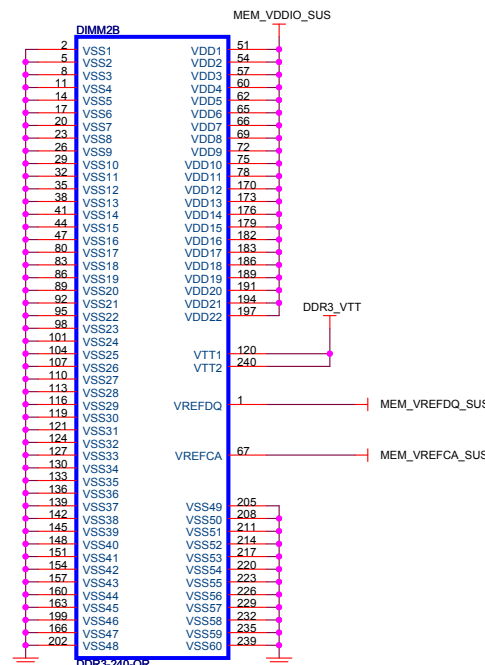 MEM_VDDIO_SUS
DIMM2B
2 VSS1 VDD1 51
5 VSS2 VDD2 54
8 VSS3 VDD3 57
11 VSS4 VDD4 60
14 VSS5 VDD5 62
17 VSS6 VDD6 65
20 VSS7 VDD7 66
23 VSS8 VDD8 69
26 VSS9 VDD9 72
29 VSS10 VDD10 75
32 VSS11 VDD11 78
35 VSS12 VDD12 170
38 VSS13 VDD13 173
41 VSS14 VDD14 176
44 VSS15 VDD15 179
47 VSS16 VDD16 182
80 VSS17 VDD17 183
83 VSS18 VDD18 186
86 VSS19 VDD19 189
89 VSS20 VDD20 191
92 VSS21 VDD21 194
95 VSS22 VDD22 197
DDR3_VTT
98 VSS23
101 VSS24
104 VSS25 VTT1 120
107 VSS26 VTT2 240
110 VSS27
113 VSS28
116 VSS29 VREFDQ 1 MEM_VREFDQ_SUS
119 VSS30
121 VSS31
124 VSS32
127 VSS33 VREFCA 67 MEM_VREFCA_SUS
130 VSS34
133 VSS35
136 VSS36
139 VSS37 VSS49 205
142 VSS38 VSS50 208
145 VSS39 VSS51 211
148 VSS40 VSS52 214
151 VSS41 VSS53 217
154 VSS42 VSS54 220
157 VSS43 VSS55 223
160 VSS44 VSS56 226
163 VSS45 VSS57 229
199 VSS46 VSS58 232
166 VSS47 VSS59 235
202 VSS48 VSS60 239
DDR3-240-OR